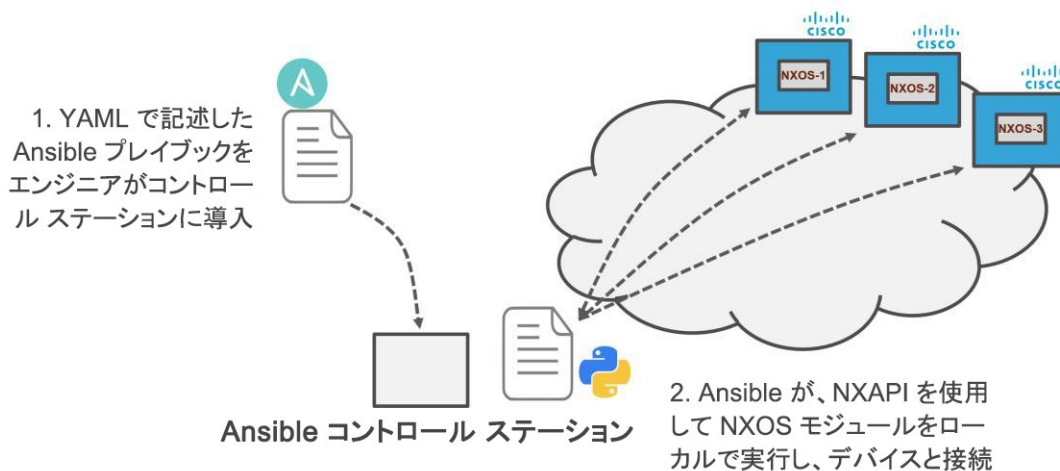 CISCO
NXOS-1
CISCO
NXOS-2
CISCO
NXOS-3
1. YAML で記述した
Ansible プレイブックを
エンジニアがコントロー
ル ステーションに導入
Ansible コントロール ステーション
2. Ansible が、NXAPI を使用
して NXOS モジュールをロー
カルで実行し、デバイスと接続